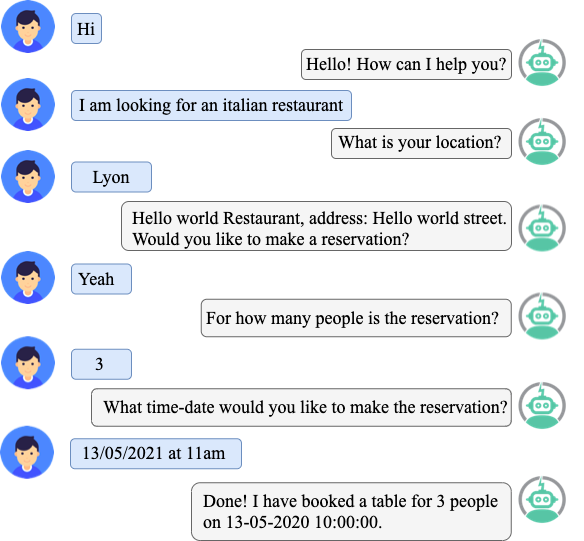 Hi
Hello! How can I help you?
I am looking for an italian restaurant
What is your location?
Lyon
Hello world Restaurant, address: Hello world street.
Would you like to make a reservation?
Yeah
For how many people is the reservation?
3
What time-date would you like to make the reservation?
13/05/2021 at 11am
Done! I have booked a table for 3 people
on 13-05-2020 10:00:00.